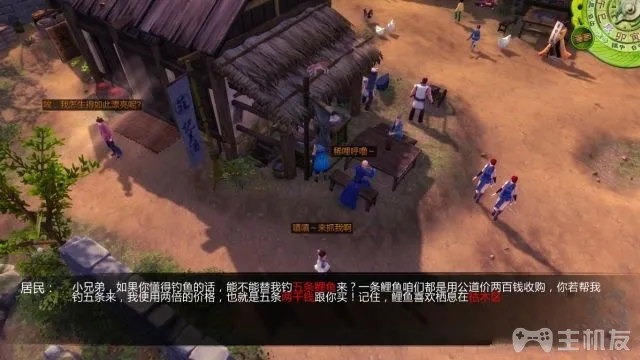 唉，我怎生得如此漂亮呢?
稀哩呼噜~
嘻嘻~来抓我啊
居民：
小兄弟，如果你懂得钓鱼的话，能不能替我钓五条鲤鱼来？一条鲤鱼咱们都是用公道价两百钱收购，你若帮我
钓五条来，我便用两倍的价格，也就是五条两千钱跟你买！记住，鲤鱼喜欢栖息在枯木区
主机友